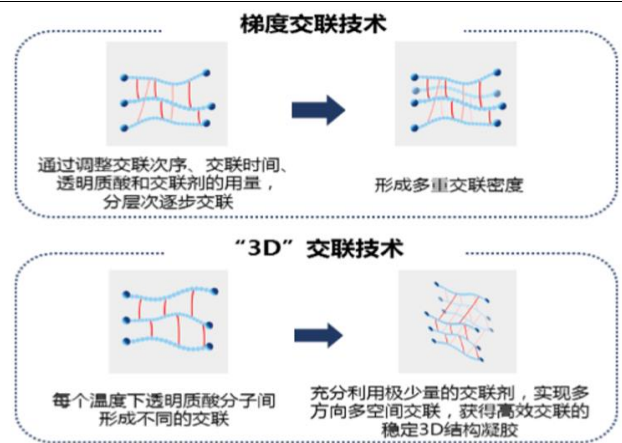 梯度交联技术
通过调整交联次序、交联时间、
透明质酸和交联剂的用量，
分层次逐步交联
形成多重交联密度
“3D”交联技术
每个温度下透明质酸分子间
形成不同的交联
充分利用极少量的交联剂，实现多
方向多空间交联，获得高效交联的
稳定3D结构凝胶